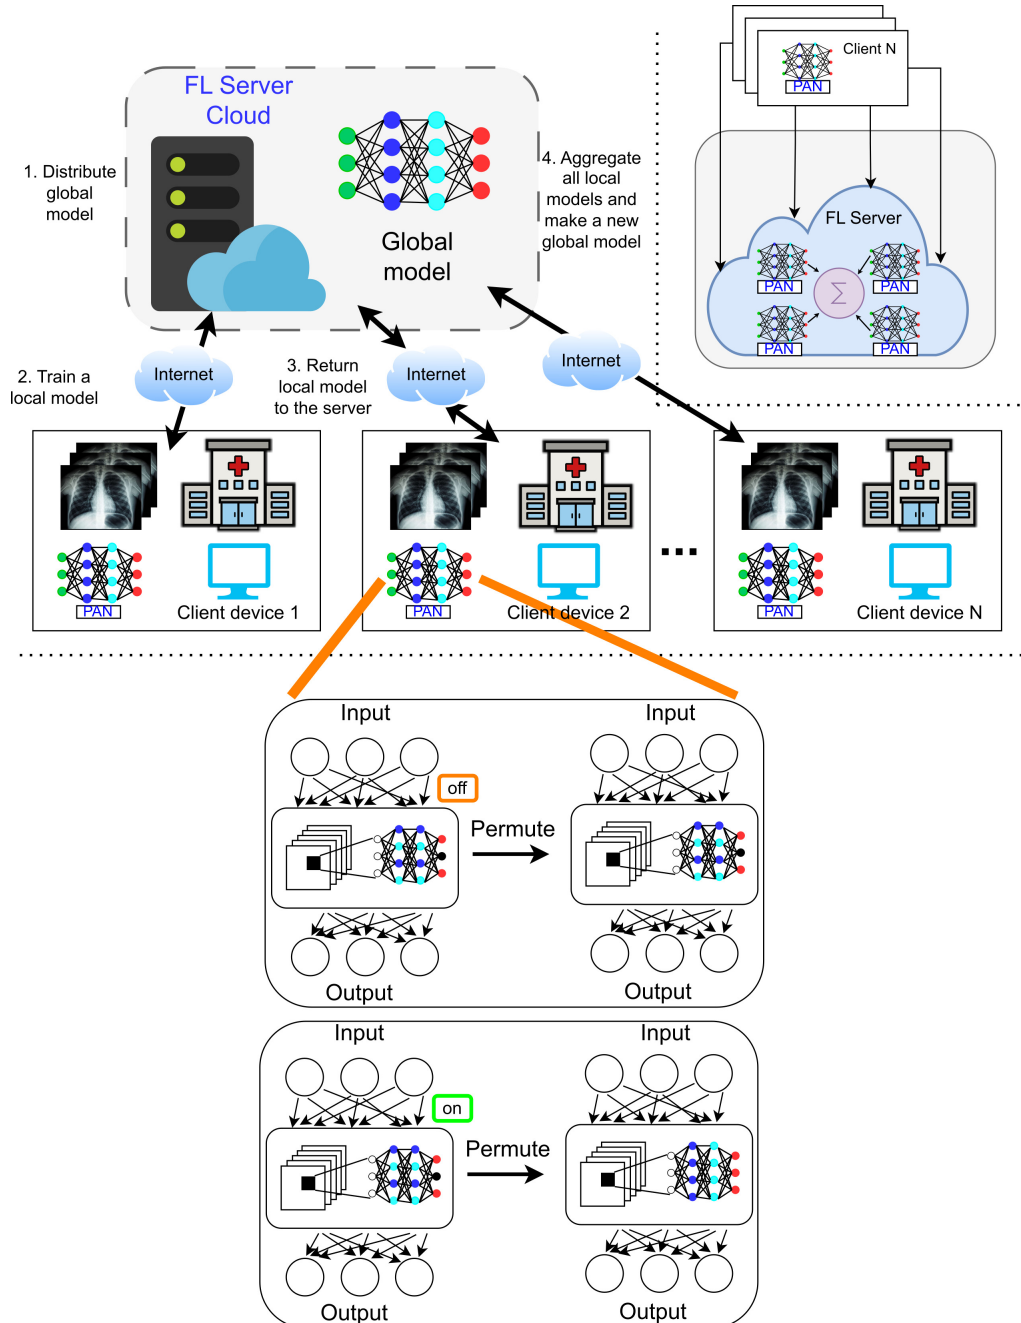 FL Server
Cloud
1. Distribute
global
model
Global
model
4. Aggregate
all local
models and
make a new
global model
Client N
PAN
FL Server
PAN
PAN
Σ
PAN
PAN
2. Train a
local model
Internet
3. Return
local model
to the server
Internet
Internet
PAN
Client device 1
PAN
Client device 2
...
PAN
Client device N
Input
Input
off
Permute
Output
Output
Input
Input
on
Permute
Output
Output